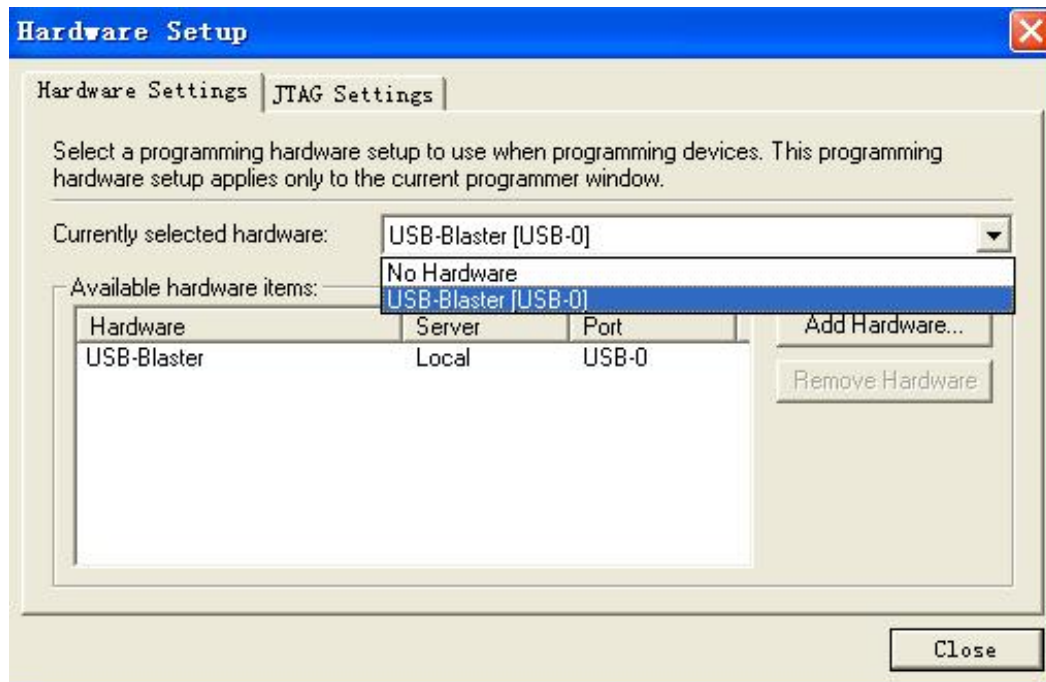 Hardware Setup
Hardware Settings
JTAG Settings
Select a programming hardware setup to use when programming devices. This programming
hardware setup applies only to the current programmer window.
Currently selected hardware:
USB-Blaster [USB-0]
No Hardware
USB-Blaster [USB-0]
Available hardware items:
Hardware Server Port
USB-Blaster Local USB-0
Add Hardware...
Remove Hardware
Close